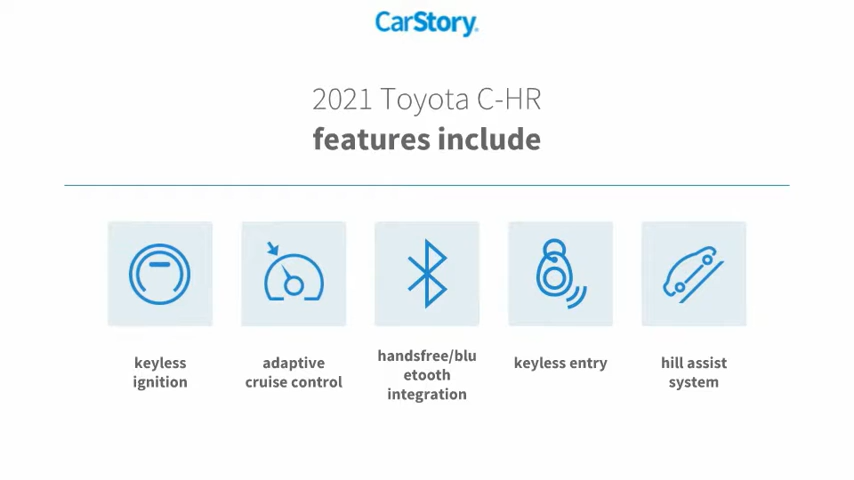 CarStory
2021 Toyota C-HR
features include
keyless
ignition
adaptive
cruise control
handsfree/blu
etooth
integration
keyless entry
hill assist
system